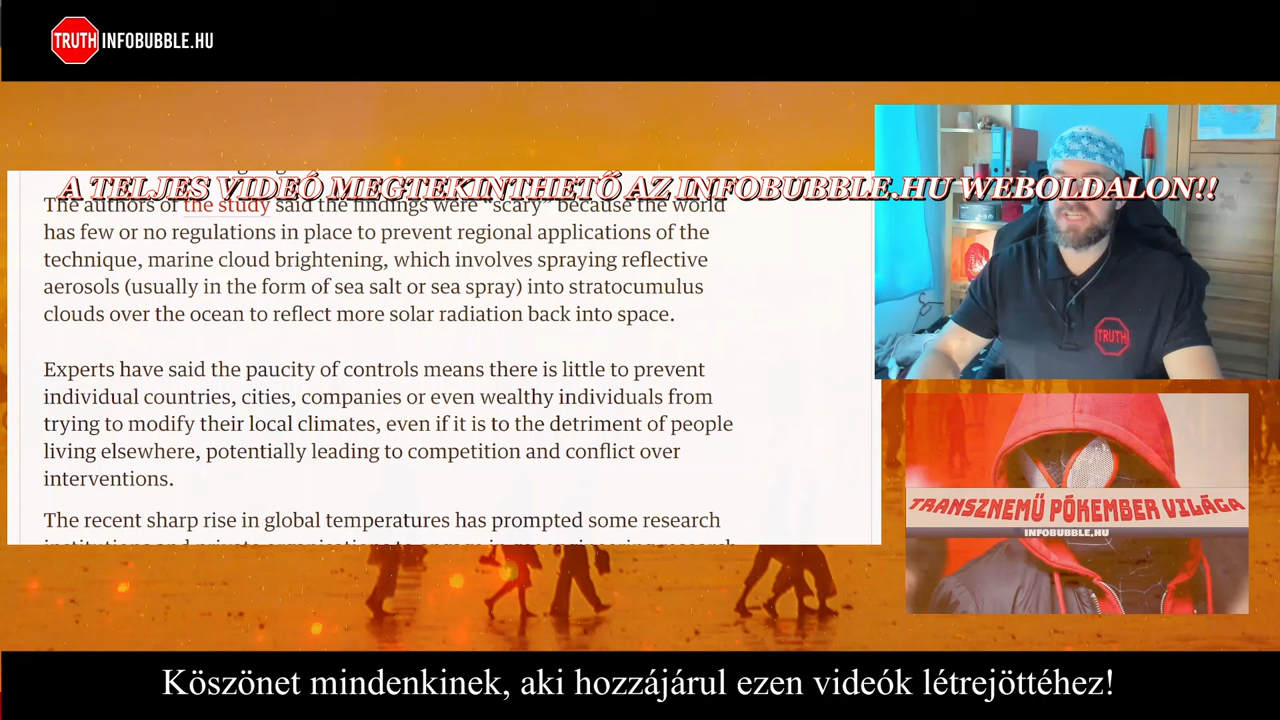 TRUTH INFOBUBBLE.HU
A TELJES VIDEÓ MEGTEKINTHETŐ AZ INFOBUBBLE.HU WEBOLDALON!!
The authors of the study said the findings were “scary” because the world
has few or no regulations in place to prevent regional applications of the
technique, marine cloud brightening, which involves spraying reflective
aerosols (usually in the form of sea salt or sea spray) into stratocumulus
clouds over the ocean to reflect more solar radiation back into space.
Experts have said the paucity of controls means there is little to prevent
individual countries, cities, companies or even wealthy individuals from
trying to modify their local climates, even if it is to the detriment of people
living elsewhere, potentially leading to competition and conflict over
interventions.
The recent sharp rise in global temperatures has prompted some research
TRUTH
TRANSZNEMŰ PÓKEMBER VILÁGA
INFOBUBBLE.HU
Köszönet mindenkinek, aki hozzájárul ezen videók létrejöttéhez!